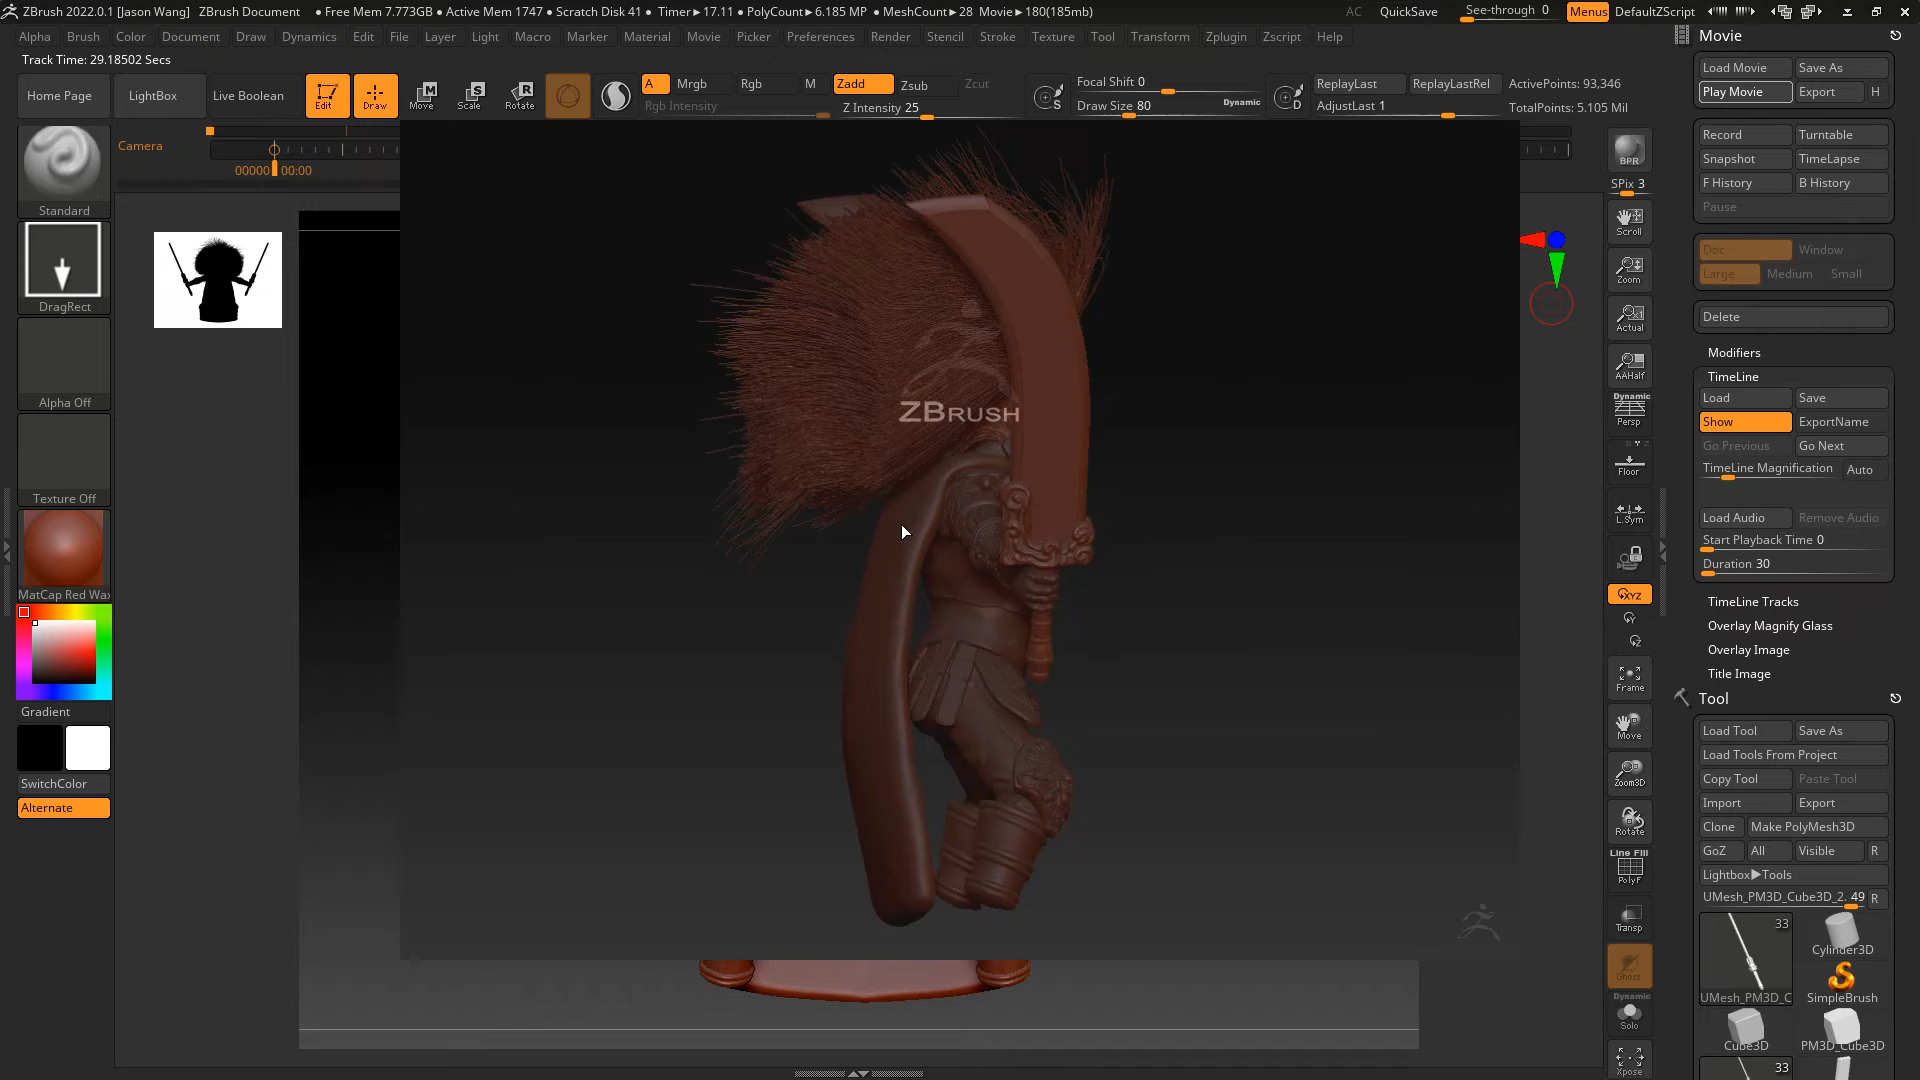 ZBrush 2022.0.1 [Jason Wang] ZBrush Document ● Free Mem 7.773GB ● Active Mem 1747 ● Scratch Disk 41 ● Timer►17.11 ● PolyCount►6.185 MP ● MeshCount►28 Movie►180(185mb) AC QuickSave See-through 0 Menus DefaultZScript
Alpha Brush Color Document Draw Dynamics Edit File Layer Light Macro Marker Material Movie Picker Preferences Render Stencil Stroke Texture Tool Transform Zplugin Zscript Help
Track Time: 29.18502 Secs
Home Page LightBox Live Boolean Edit Draw Move Scale Rotate
M S R
A Mrgb Rgb M Zadd Zsub Zcut
Rgb Intensity Z Intensity 25
Focal Shift 0
Draw Size 80 Dynamic
S D
ReplayLast ReplayLastRel ActivePoints: 93,346
AdjustLast 1 TotalPoints: 5.105 Mil
Camera
00000 00:00
Standard
DragRect
Alpha Off
Texture Off
MatCap Red Wax
Gradient
SwitchColor
Alternate
ZBRUSH
BPR
SPix 3
Scroll
Zoom
Actual
AAHalf
Dynamic
Persp
Floor
L.Sym
XYZ
Y
Z
Frame
Move
Zoom3D
Rotate
Line Fill
PolyF
Transp
Ghost
Dynamic
Solo
Xpose
Movie
Load Movie Save As
Play Movie Export H
Record Turntable
Snapshot TimeLapse
F History B History
Pause
Doc Window
Large Medium Small
Delete
Modifiers
TimeLine
Load Save
Show ExportName
Go Previous Go Next
TimeLine Magnification Auto
Load Audio Remove Audio
Start Playback Time 0
Duration 30
TimeLine Tracks
Overlay Magnify Glass
Overlay Image
Title Image
Tool
Load Tool Save As
Load Tools From Project
Copy Tool Paste Tool
Import Export
Clone Make PolyMesh3D
GoZ All Visible R
Lightbox►Tools
UMesh_PM3D_Cube3D_2. 49 R
33
Cylinder3D
UMesh_PM3D_C SimpleBrush
Cube3D PM3D_Cube3D
33